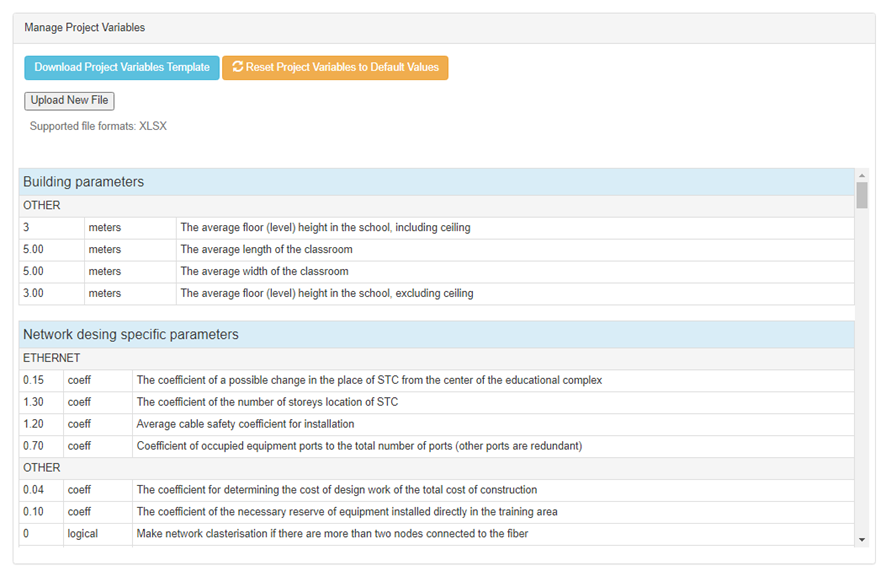 Manage Project Variables
Download Project Variables Template Reset Project Variables to Default Values
Upload New File
Supported file formats: XLSX
Building parameters
OTHER
3 meters The average floor (level) height in the school, including ceiling
5.00 meters The average length of the classroom
5.00 meters The average width of the classroom
3.00 meters The average floor (level) height in the school, excluding ceiling
Network desing specific parameters
ETHERNET
0.15 coeff The coefficient of a possible change in the place of STC from the center of the educational complex
1.30 coeff The coefficient of the number of storeys location of STC
1.20 coeff Average cable safety coefficient for installation
0.70 coeff Coefficient of occupied equipment ports to the total number of ports (other ports are redundant)
OTHER
0.04 coeff The coefficient for determining the cost of design work of the total cost of construction
0.10 coeff The coefficient of the necessary reserve of equipment installed directly in the training area
0 logical Make network clasterisation if there are more than two nodes connected to the fiber